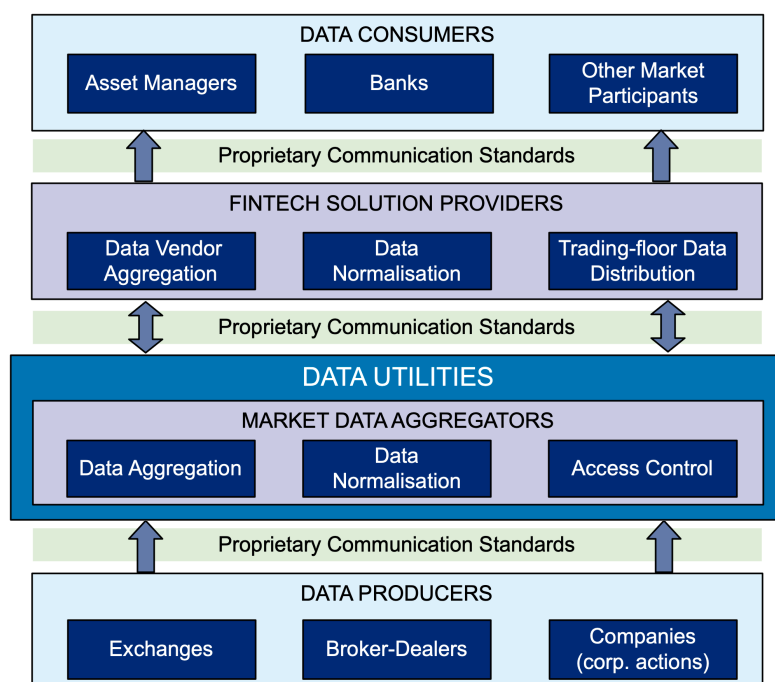 DATA CONSUMERS
Asset Managers
Banks
Other Market
Participants
Proprietary Communication Standards
FINTECH SOLUTION PROVIDERS
Data Vendor
Aggregation
Data
Normalisation
Trading-floor Data
Distribution
Proprietary Communication Standards
DATA UTILITIES
MARKET DATA AGGREGATORS
Data Aggregation
Data
Normalisation
Access Control
Proprietary Communication Standards
DATA PRODUCERS
Exchanges
Broker-Dealers
Companies
(corp. actions)